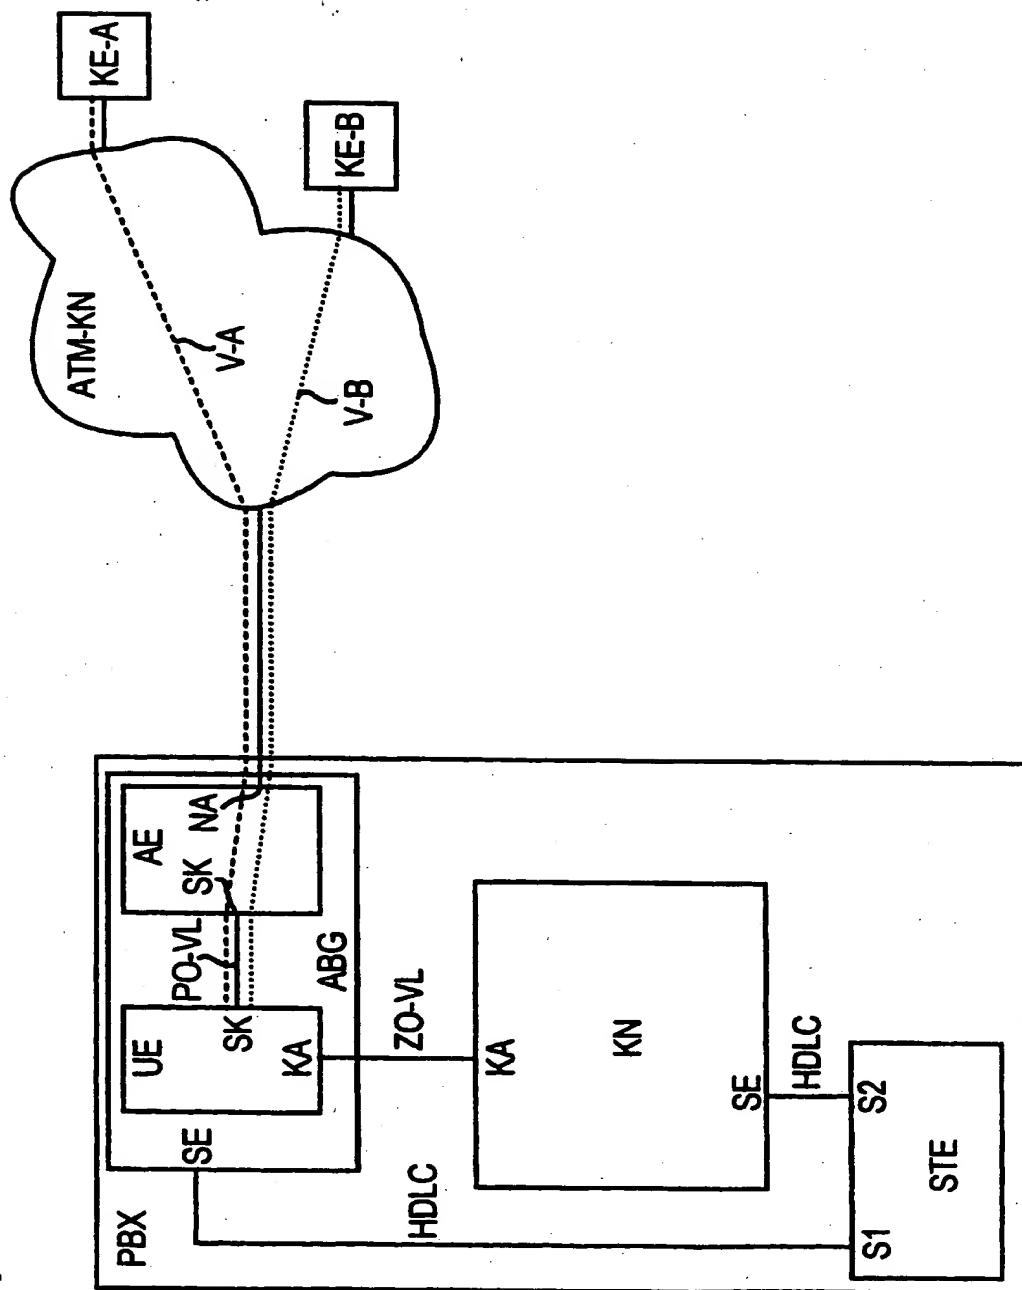 KE-A
KE-B
ATM-KN
V-A
V-B
NA
AE
SK
PO-VL
ABG
UE
SK
KA
SE
ZO-VL
KA
KN
SE
HDLC
HDLC
PBX
S2
STE
S1